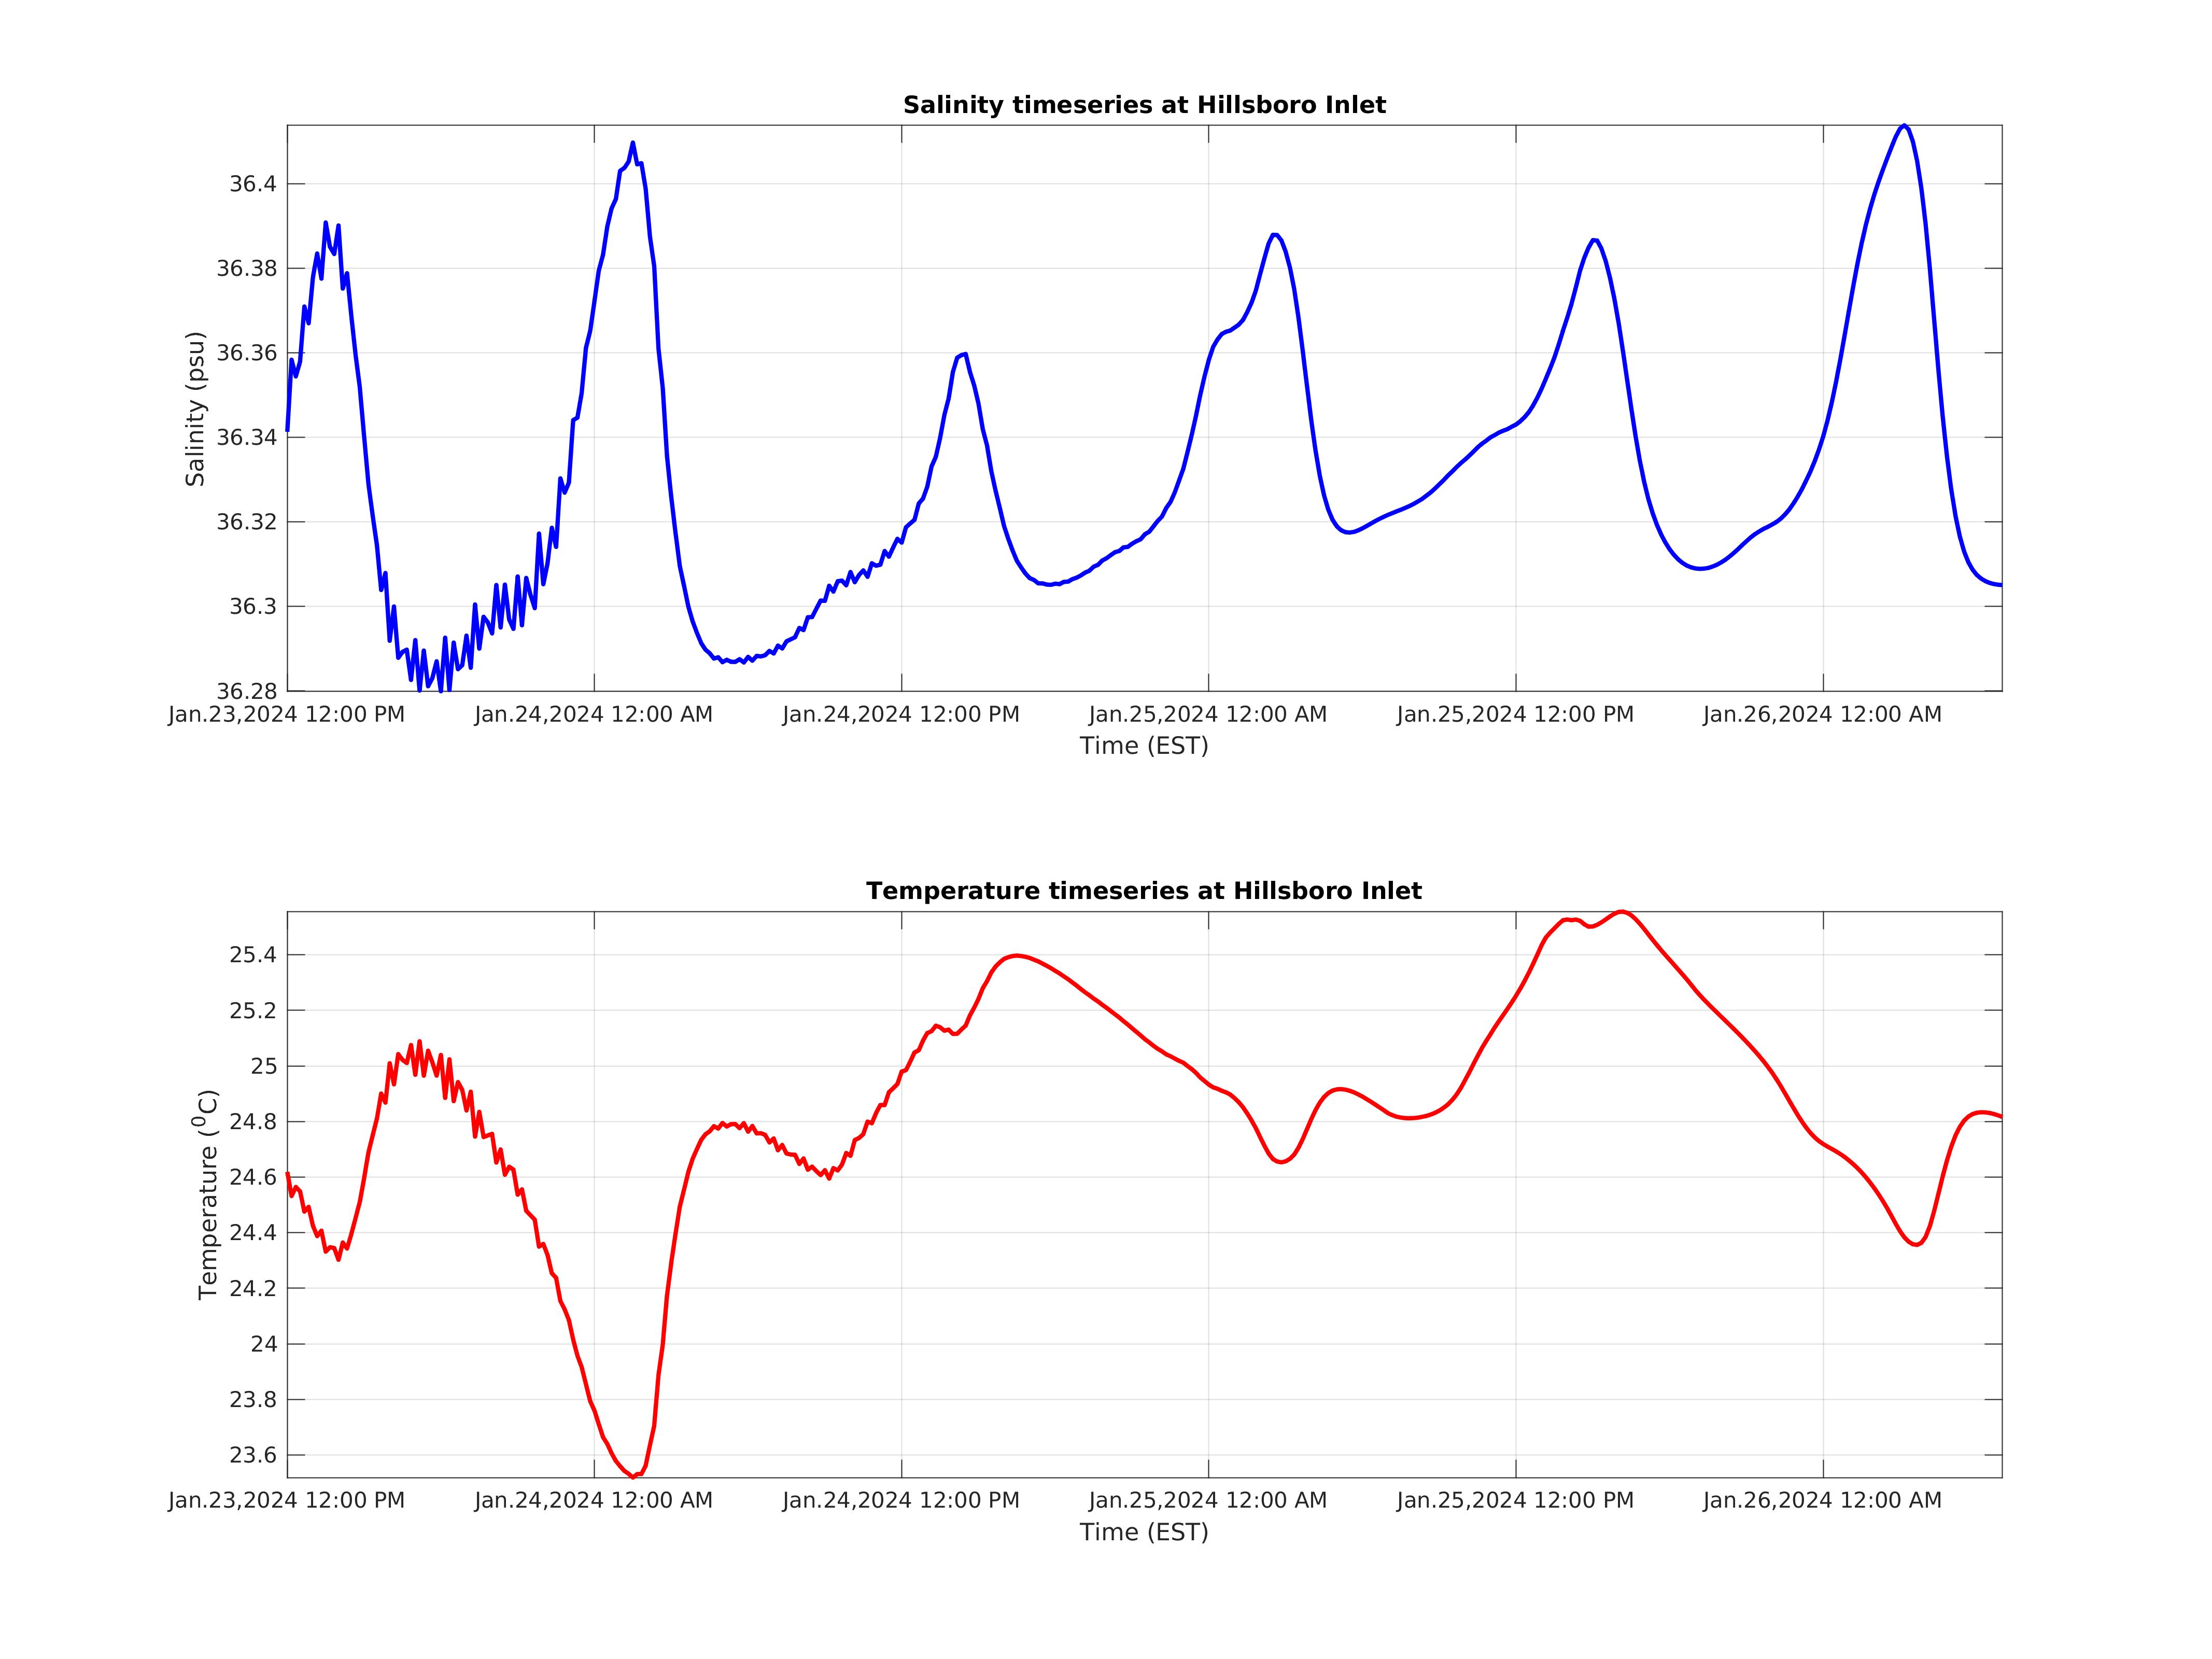 Salinity timeseries at Hillsboro Inlet
Salinity (psu)
36.4
36.38
36.36
36.34
36.32
36.3
36.28
Jan.23,2024 12:00 PM Jan.24,2024 12:00 AM Jan.24,2024 12:00 PM Jan.25,2024 12:00 AM Jan.25,2024 12:00 PM Jan.26,2024 12:00 AM
Time (EST)
Temperature timeseries at Hillsboro Inlet
Temperature (⁰C)
25.4
25.2
25
24.8
24.6
24.4
24.2
24
23.8
23.6
Jan.23,2024 12:00 PM Jan.24,2024 12:00 AM Jan.24,2024 12:00 PM Jan.25,2024 12:00 AM Jan.25,2024 12:00 PM Jan.26,2024 12:00 AM
Time (EST)